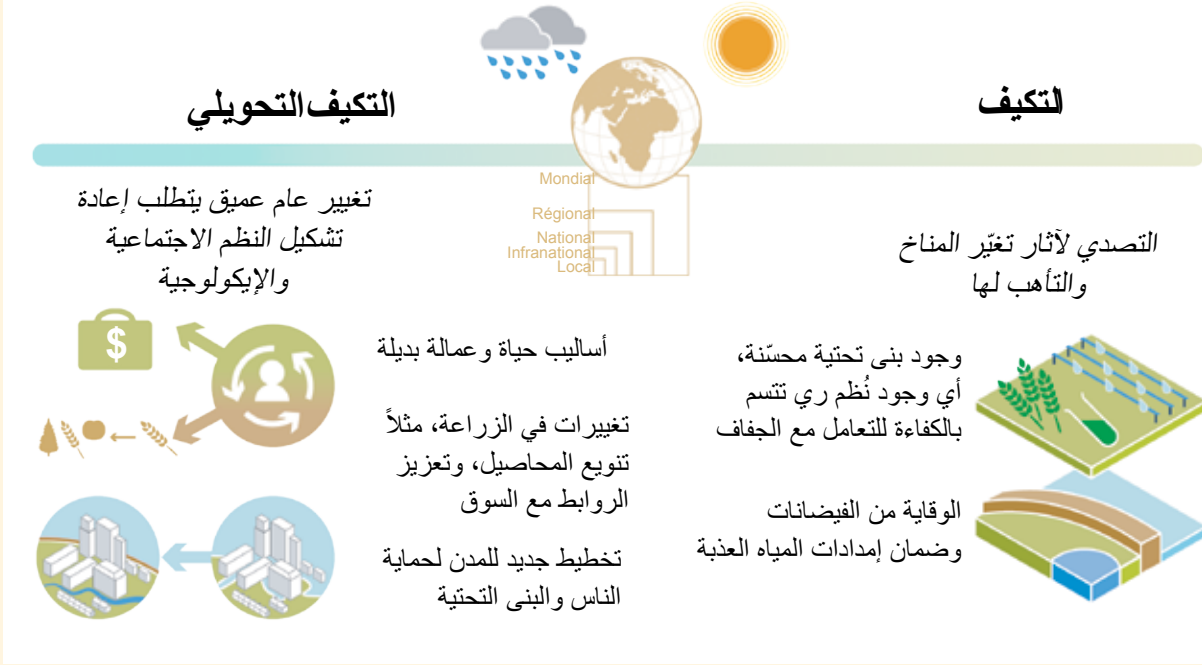 التكيف
التكيف التحويلي
Mondial
Régional
National
Infranational
Local
التصدي لآثار تغيّر المناخ
والتأهب لها
وجود بنى تحتية محسّنة،
أي وجود نُظم ري تتسم
بالكفاءة للتعامل مع الجفاف
الوقاية من الفيضانات
وضمان إمدادات المياه العذبة
تغيير عام عميق يتطلب إعادة
تشكيل النظم الاجتماعية
والإيكولوجية
أساليب حياة وعمالة بديلة
تغييرات في الزراعة، مثلاً
تنويع المحاصيل، وتعزيز
الروابط مع السوق
تخطيط جديد للمدن لحماية
الناس والبنى التحتية
$